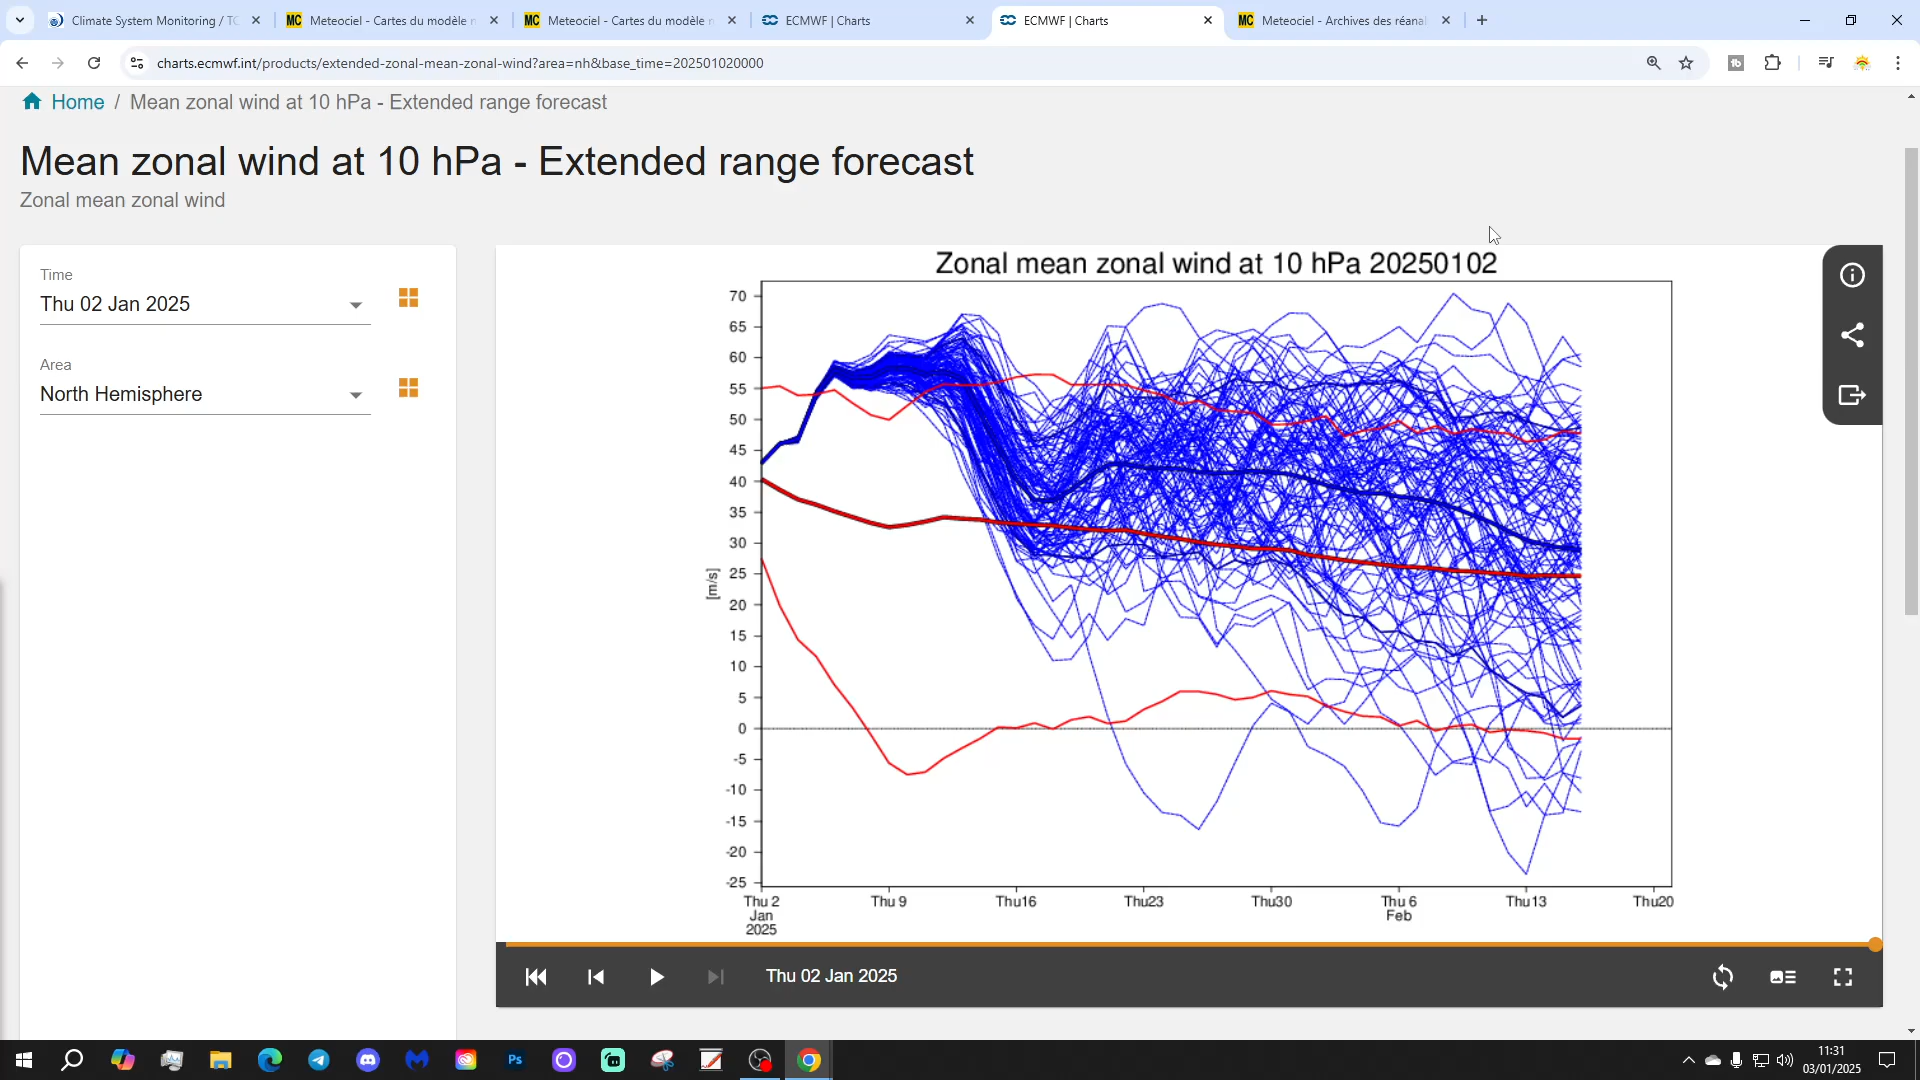 Climate System Monitoring / TC
Meteociel - Cartes du modèle n
Meteociel - Cartes du modèle n
ECMWF | Charts
ECMWF | Charts
Meteociel - Archives des réanal
charts.ecmwf.int/products/extended-zonal-mean-zonal-wind?area=nh&base_time=202501020000
Home / Mean zonal wind at 10 hPa - Extended range forecast
Mean zonal wind at 10 hPa - Extended range forecast
Zonal mean zonal wind
Time
Thu 02 Jan 2025
Area
North Hemisphere
Zonal mean zonal wind at 10 hPa 20250102
70
65
60
55
50
45
40
35
30
25
20
15
10
5
0
-5
-10
-15
-20
-25
[m/s]
Thu 2 Thu 9 Thu16 Thu23 Thu30 Thu 6 Thu13 Thu20
Jan Feb
2025
Thu 02 Jan 2025
MC
MC
MC
Ps
11:31
03/01/2025